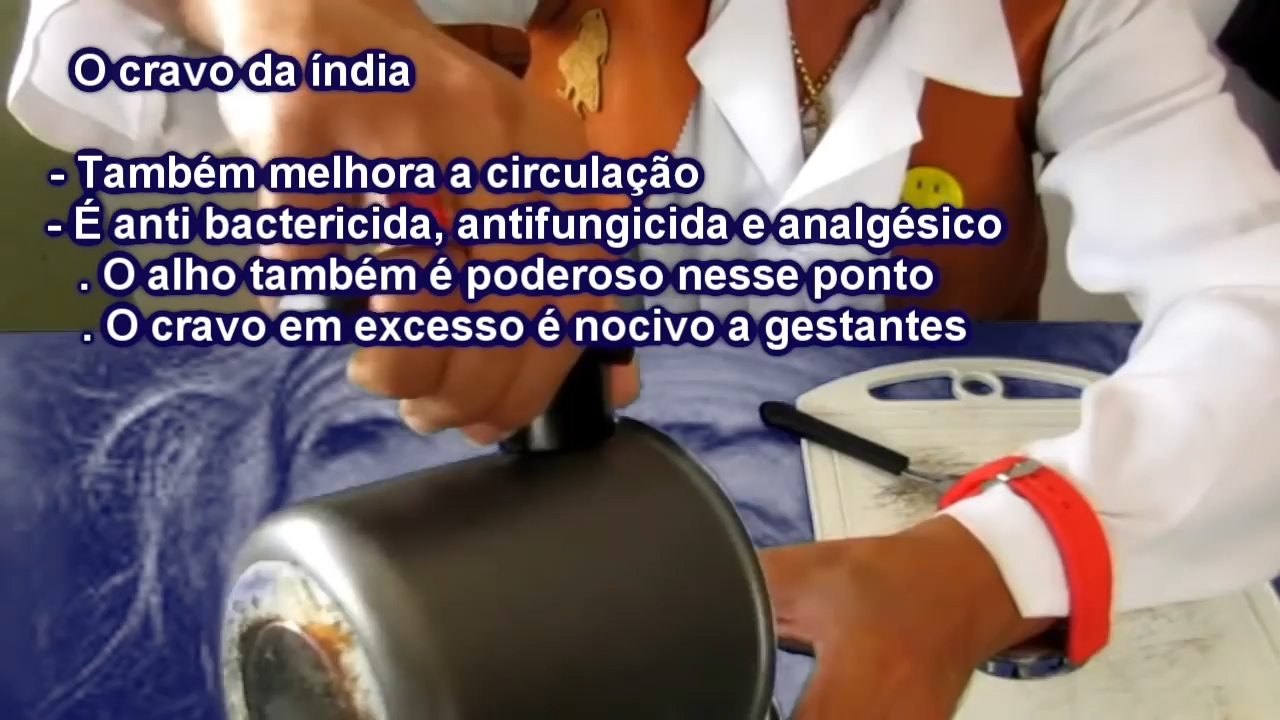 O cravo da índia
- Também melhora a circulação
- É anti bactericida, antifungicida e analgésico
. O alho também é poderoso nesse ponto
. O cravo em excesso é nocivo a gestantes